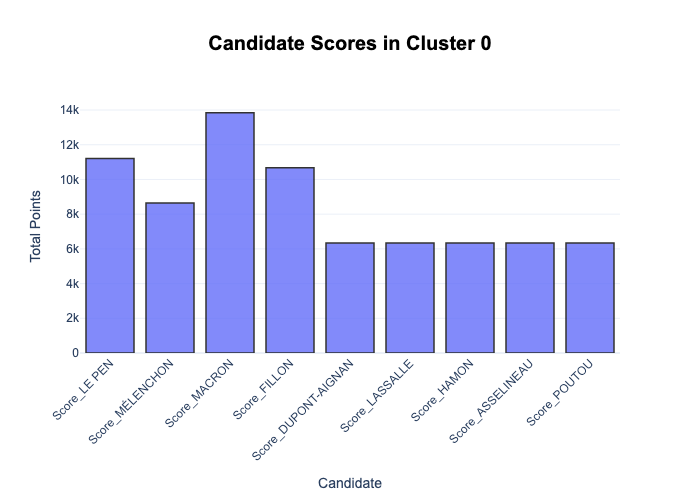 Candidate Scores in Cluster 0
14k
12k
10k
8k
6k
4k
2k
0
Total Points
Score_LE PEN
Score_MÉLENCHON
Score_MACRON
Score_FILLON
Score_DUPONT-AIGNAN
Score_LASSALLE
Score_HAMON
Score_ASSELINEAU
Score_POUTOU
Candidate